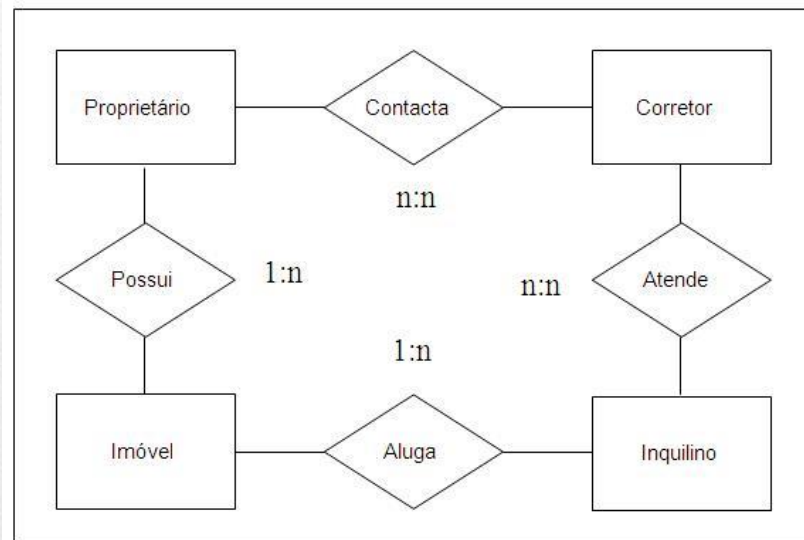 Proprietário
Contacta
Corretor
n:n
Possui
1:n
n:n
Atende
1:n
Imóvel
Aluga
Inquilino